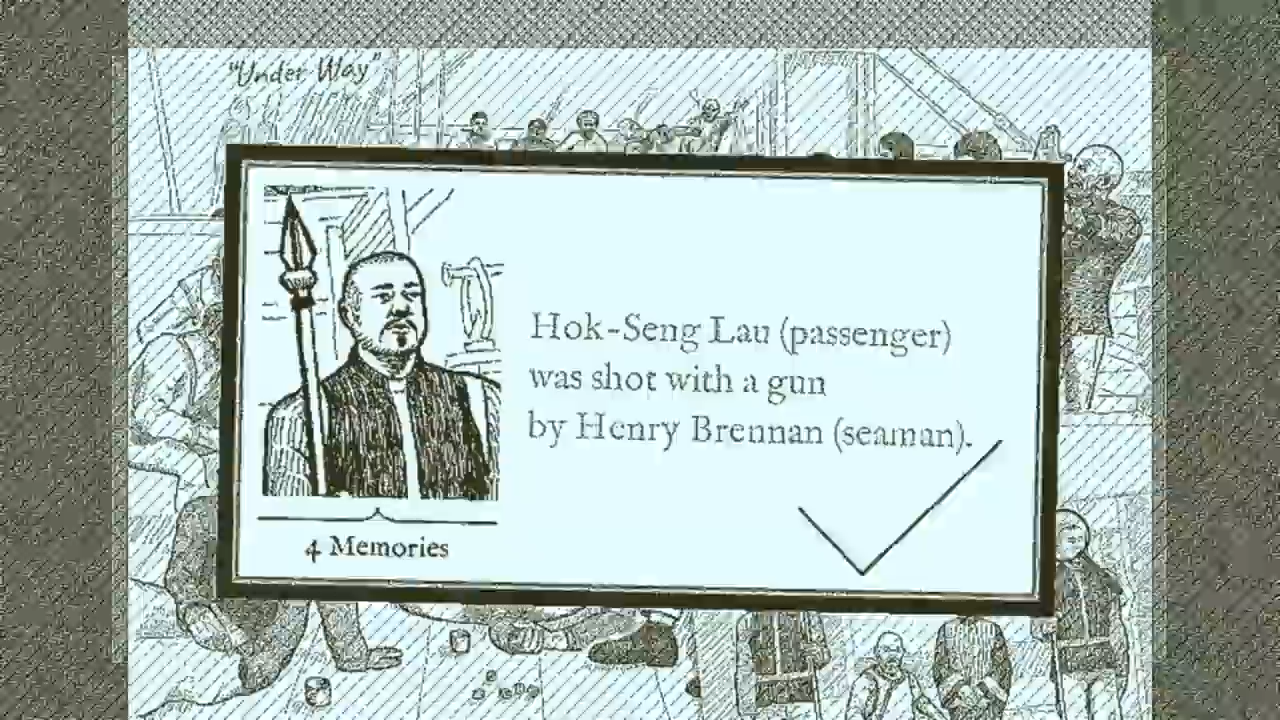 "Under Way"
Hok-Seng Lau (passenger)
was shot with a gun
by Henry Brennan (seaman).
4 Memories